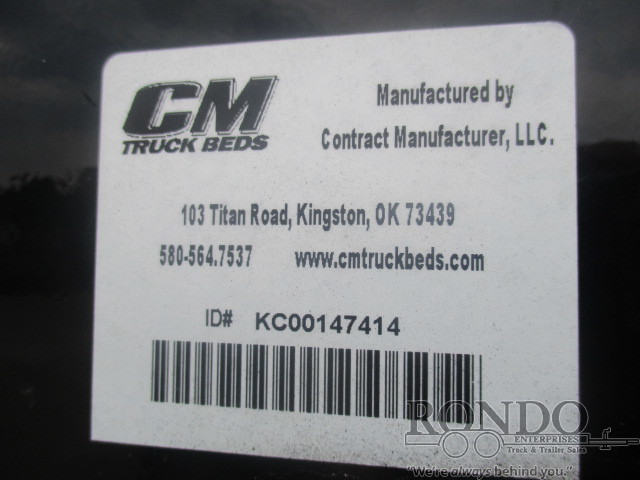 CM
TRUCK BEDS
Manufactured by
Contract Manufacturer, LLC.
103 Titan Road, Kingston, OK 73439
580-564.7537 www.cmtruckbeds.com
ID# KC00147414
RONDO
ENTERPRISES
Truck & Trailer Sales
"We're always behind you."